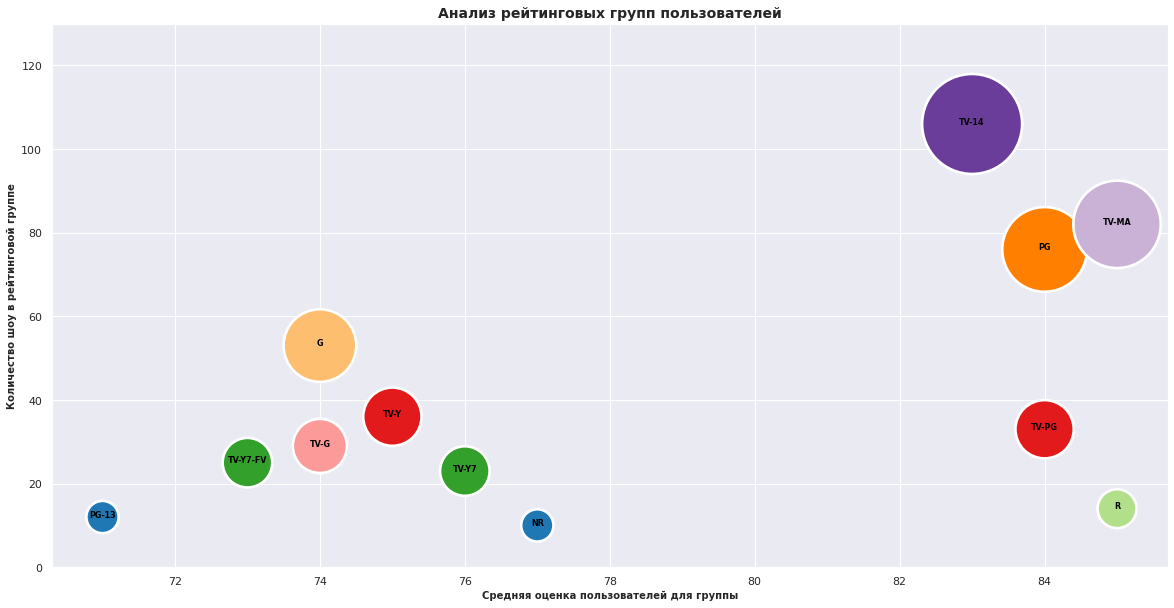 Анализ рейтинговых групп пользователей
Количество шоу в рейтинговой группе
120
100
80
60
40
20
0
TV-14
TV-MA
PG
G
TV-Y
TV-PG
TV-G
TV-Y7-FV
TV-Y7
PG-13
NR
R
72 74 76 78 80 82 84
Средняя оценка пользователей для группы